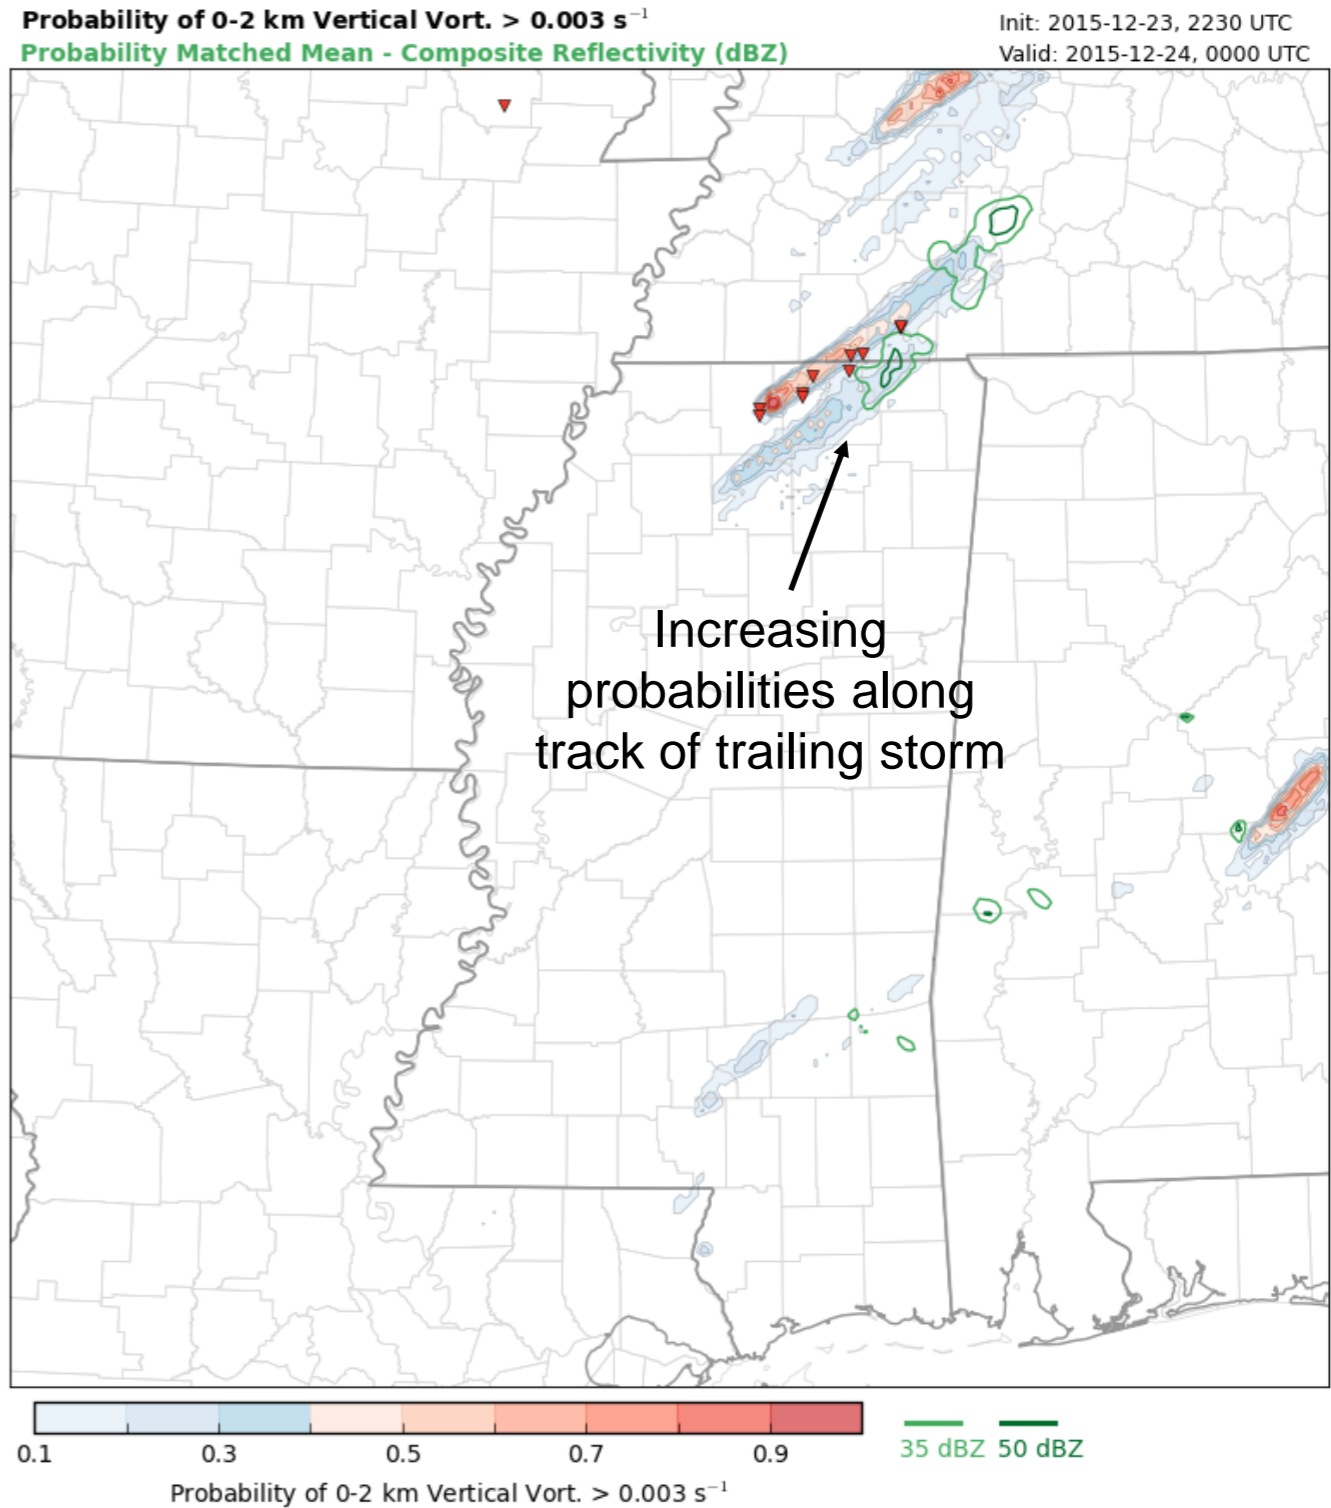 Probability of 0-2 km Vertical Vort. > 0.003 s⁻¹
Init: 2015-12-23, 2230 UTC
Probability Matched Mean - Composite Reflectivity (dBZ)
Valid: 2015-12-24, 0000 UTC
Increasing
probabilities along
track of trailing storm
0.1 0.3 0.5 0.7 0.9
35 dBZ 50 dBZ
Probability of 0-2 km Vertical Vort. > 0.003 s⁻¹